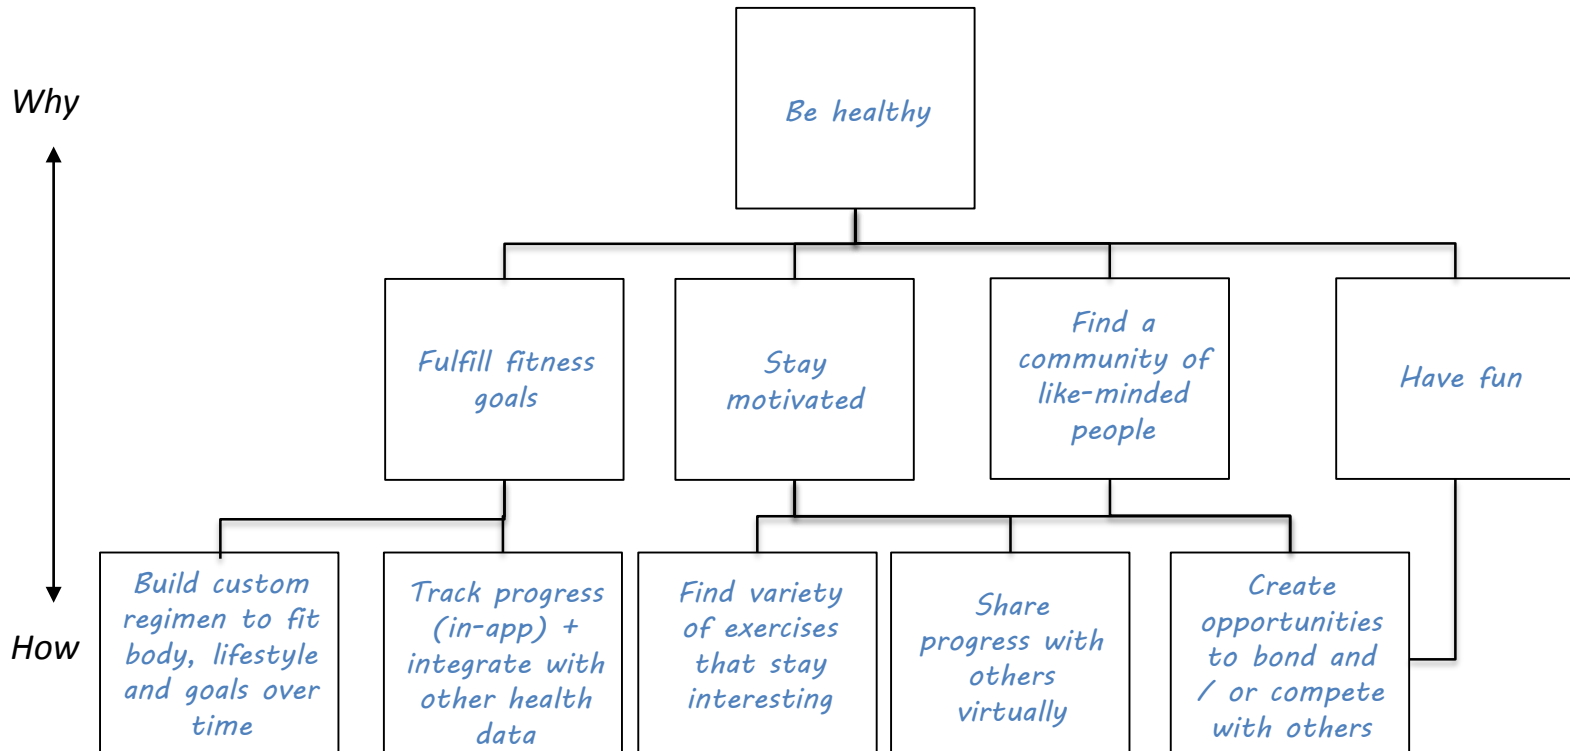 Why
Be healthy
Fulfill fitness
goals
Stay
motivated
Find a
community of
like-minded
people
Have fun
How
Build custom
regimen to fit
body, lifestyle
and goals over
time
Track progress
(in-app) +
integrate with
other health
data
Find variety
of exercises
that stay
interesting
Share
progress with
others
virtually
Create
opportunities
to bond and
/ or compete
with others